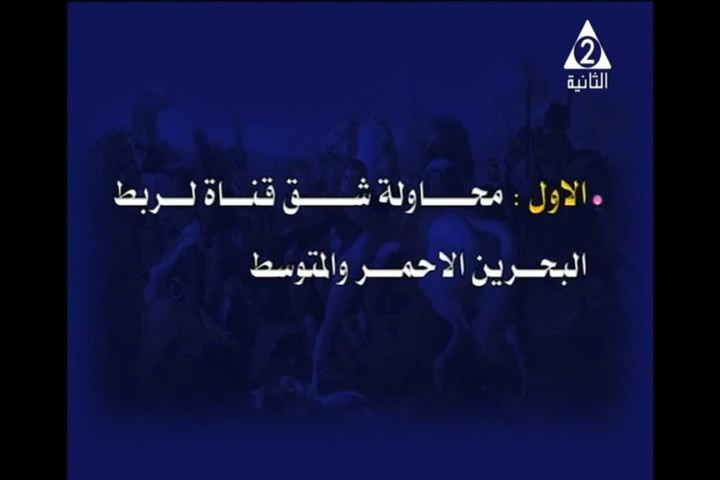 2
الثانية
الاول : محاولة شق قناة لربط
البحرين الاحمر والمتوسط